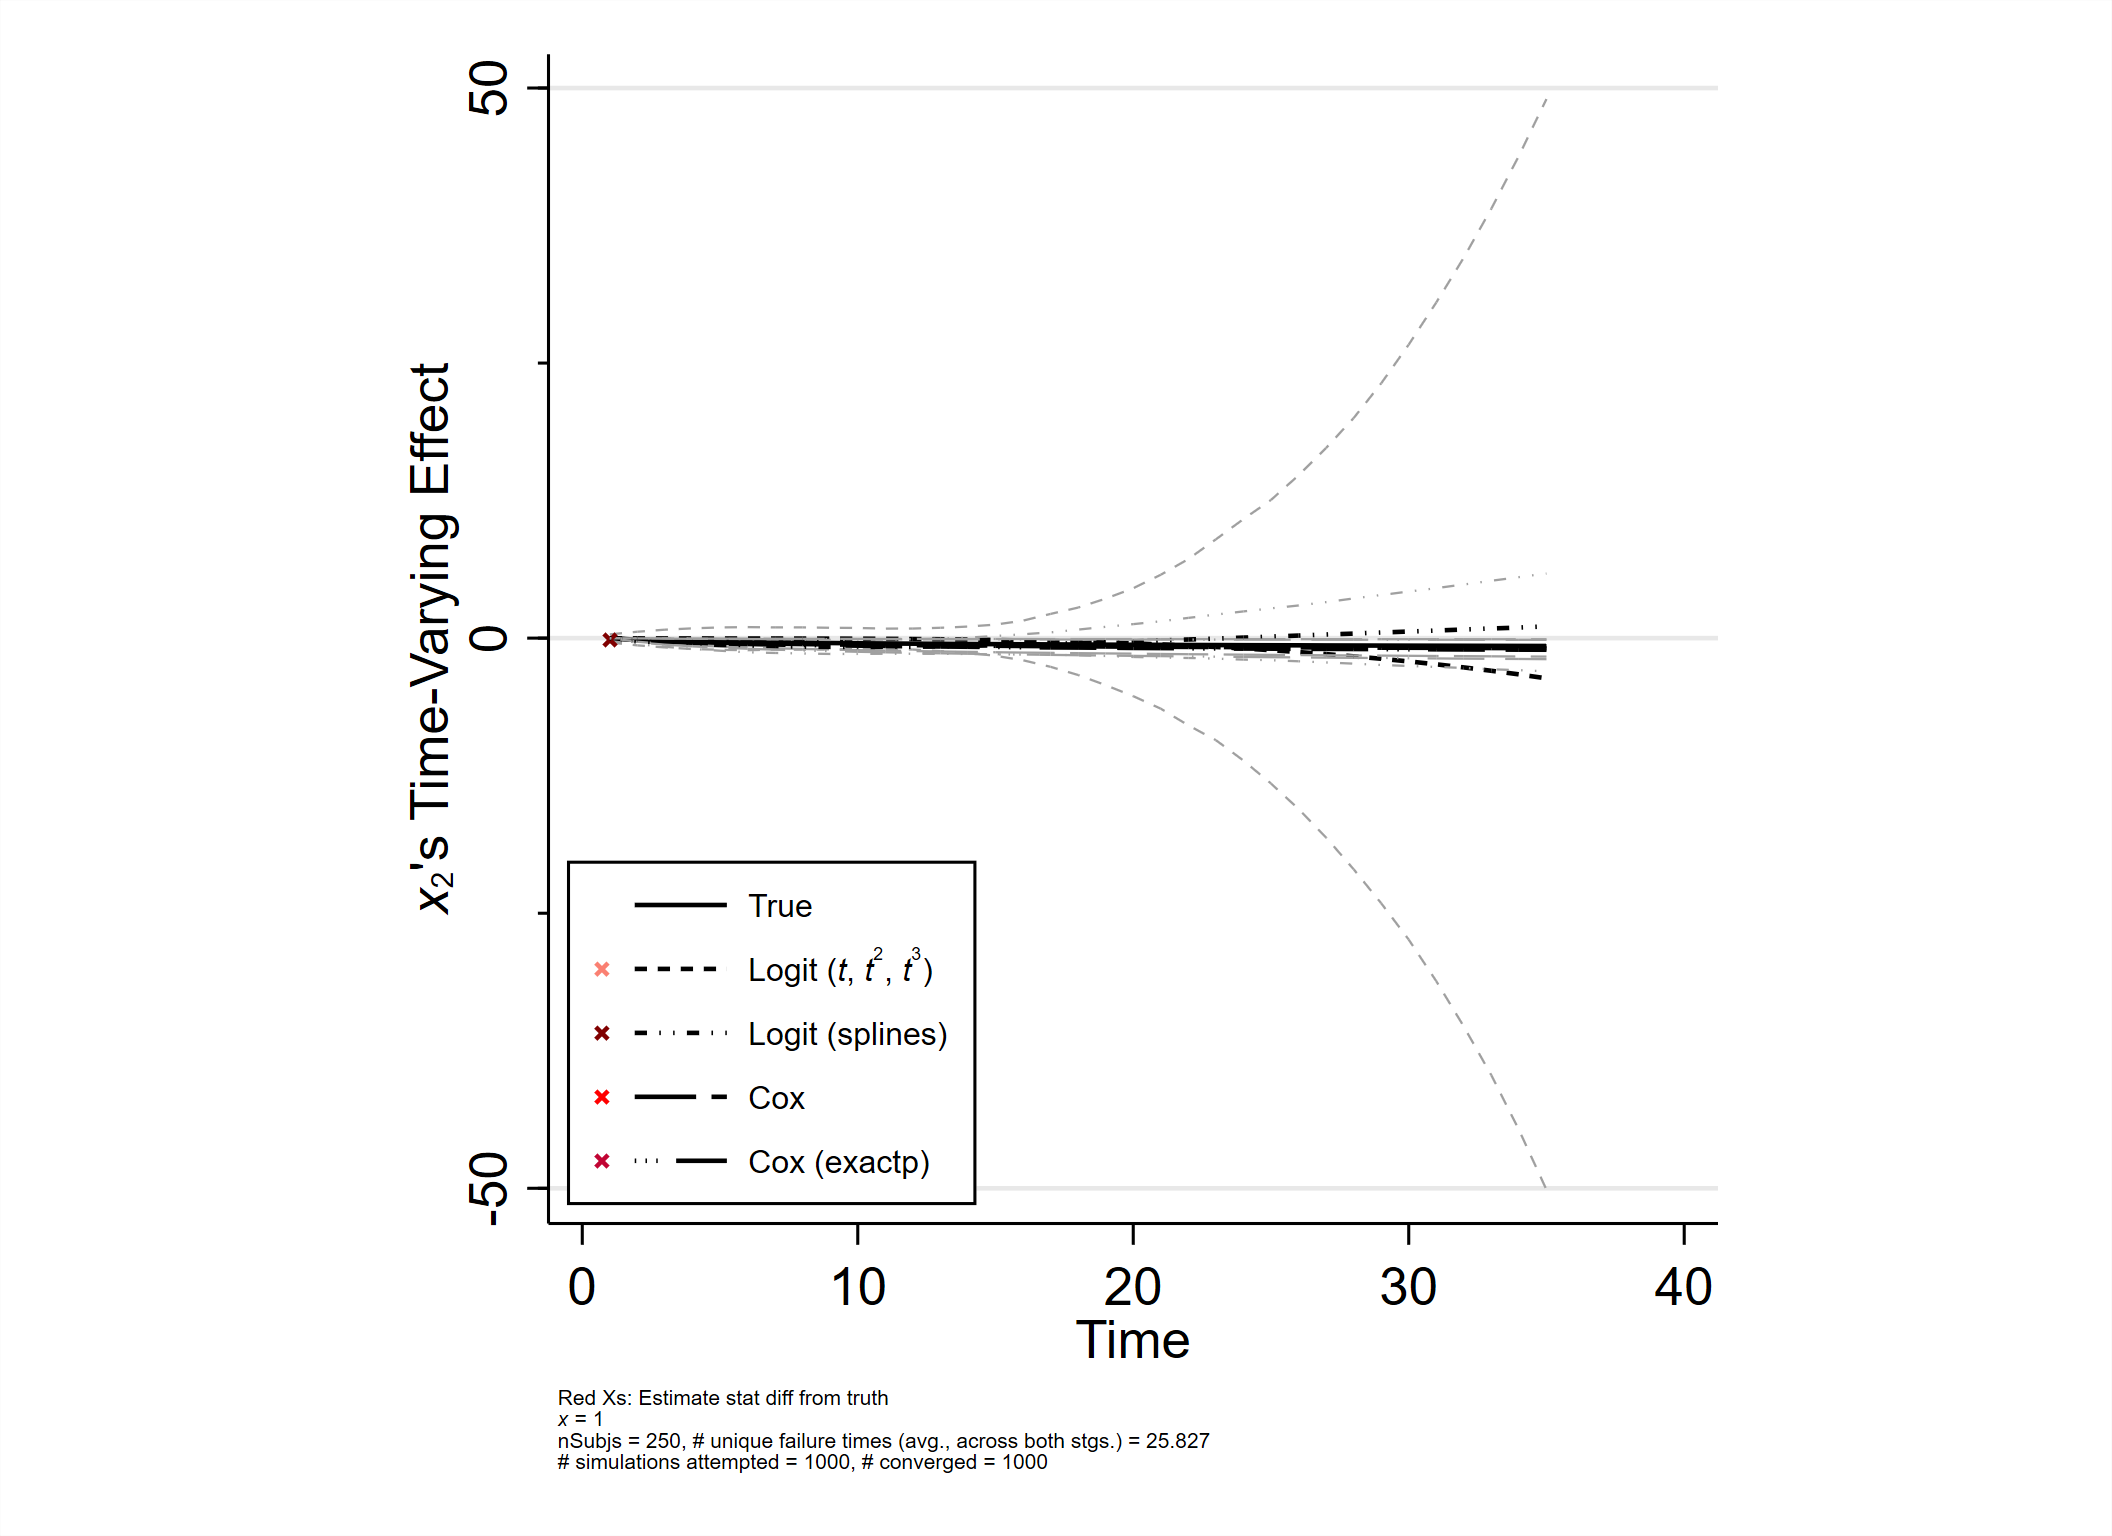 50
0
-50
x₂'s Time-Varying Effect
True
Logit (t, t², t³)
Logit (splines)
Cox
Cox (exactp)
0 10 20 30 40
Time
Red Xs: Estimate stat diff from truth
x = 1
nSubjs = 250, # unique failure times (avg., across both stgs.) = 25.827
# simulations attempted = 1000, # converged = 1000